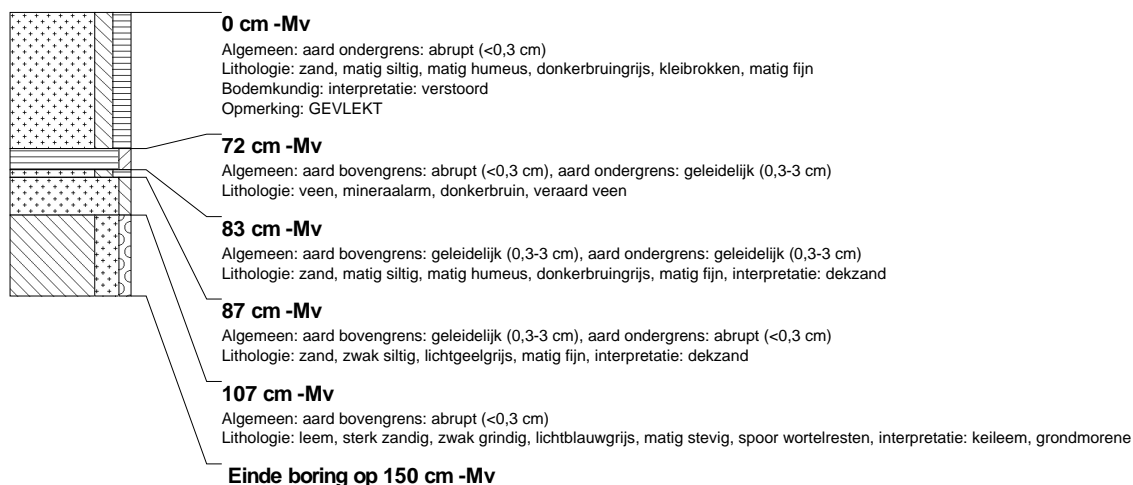 0 cm -Mv
Algemeen: aard ondergrens: abrupt (<0,3 cm)
Lithologie: zand, matig siltig, matig humeus, donkerbruingrijs, kleibrokken, matig fijn
Bodemkundig: interpretatie: verstoord
Opmerking: GEVLEKT
72 cm -Mv
Algemeen: aard bovengrens: abrupt (<0,3 cm), aard ondergrens: geleidelijk (0,3-3 cm)
Lithologie: veen, mineraalarm, donkerbruin, veraard veen
83 cm -Mv
Algemeen: aard bovengrens: geleidelijk (0,3-3 cm), aard ondergrens: geleidelijk (0,3-3 cm)
Lithologie: zand, matig siltig, matig humeus, donkerbruingrijs, matig fijn, interpretatie: dekzand
87 cm -Mv
Algemeen: aard bovengrens: geleidelijk (0,3-3 cm), aard ondergrens: abrupt (<0,3 cm)
Lithologie: zand, zwak siltig, lichtgeelgrijs, matig fijn, interpretatie: dekzand
107 cm -Mv
Algemeen: aard bovengrens: abrupt (<0,3 cm)
Lithologie: leem, sterk zandig, zwak grindig, lichtblauwgrijs, matig stevig, spoor wortelresten, interpretatie: keileem, grondmorene
Einde boring op 150 cm -Mv